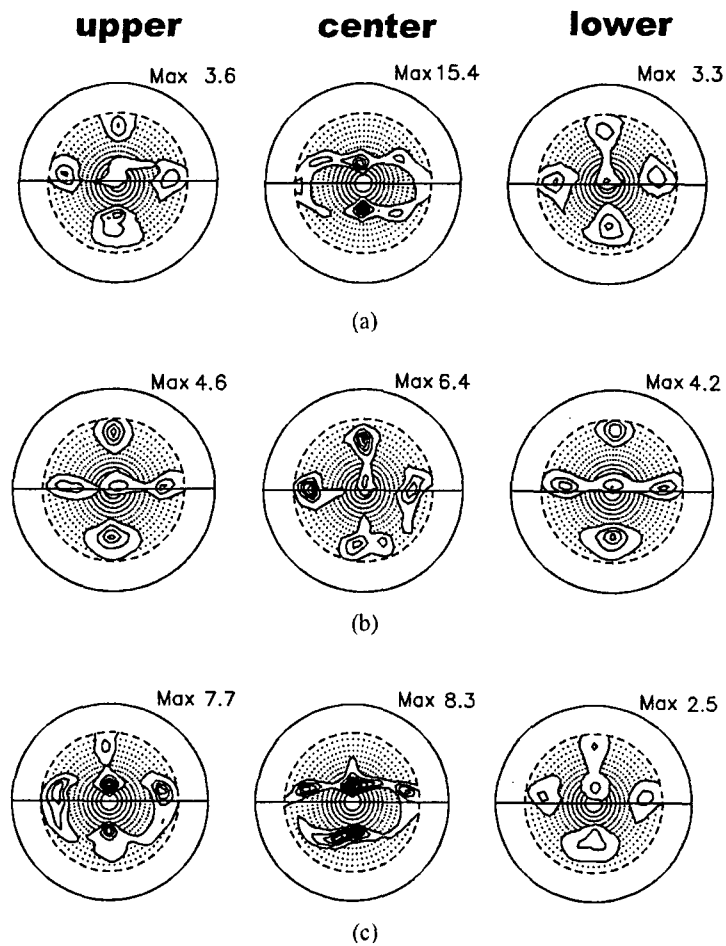 upper center lower
Max 3.6 Max 15.4 Max 3.3
(a)
Max 4.6 Max 6.4 Max 4.2
(b)
Max 7.7 Max 8.3 Max 2.5
(c)